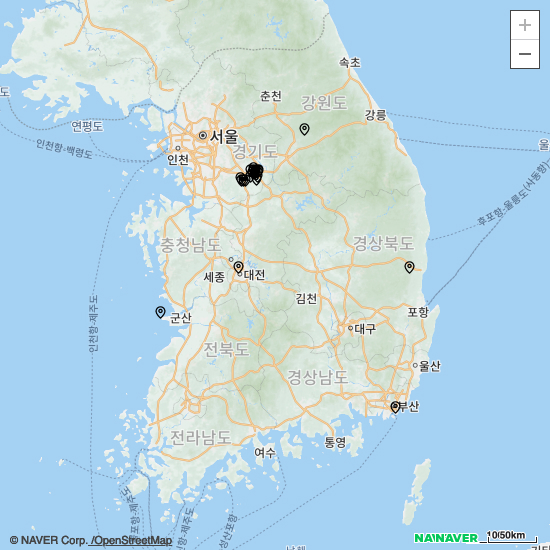 +
−
속초
춘천
강원도
강릉
도
연평도
서울
인천항-백령도
인천
경기도
울
후포항-울릉도(사동항)
충청남도
경상북도
세종
대전
김천
군산
포항
인천항-제주도
대구
전북도
경상남도
울산
부산
전라남도
통영
여수
© NAVER Corp. /OpenStreetMap
NAVER
10/50km